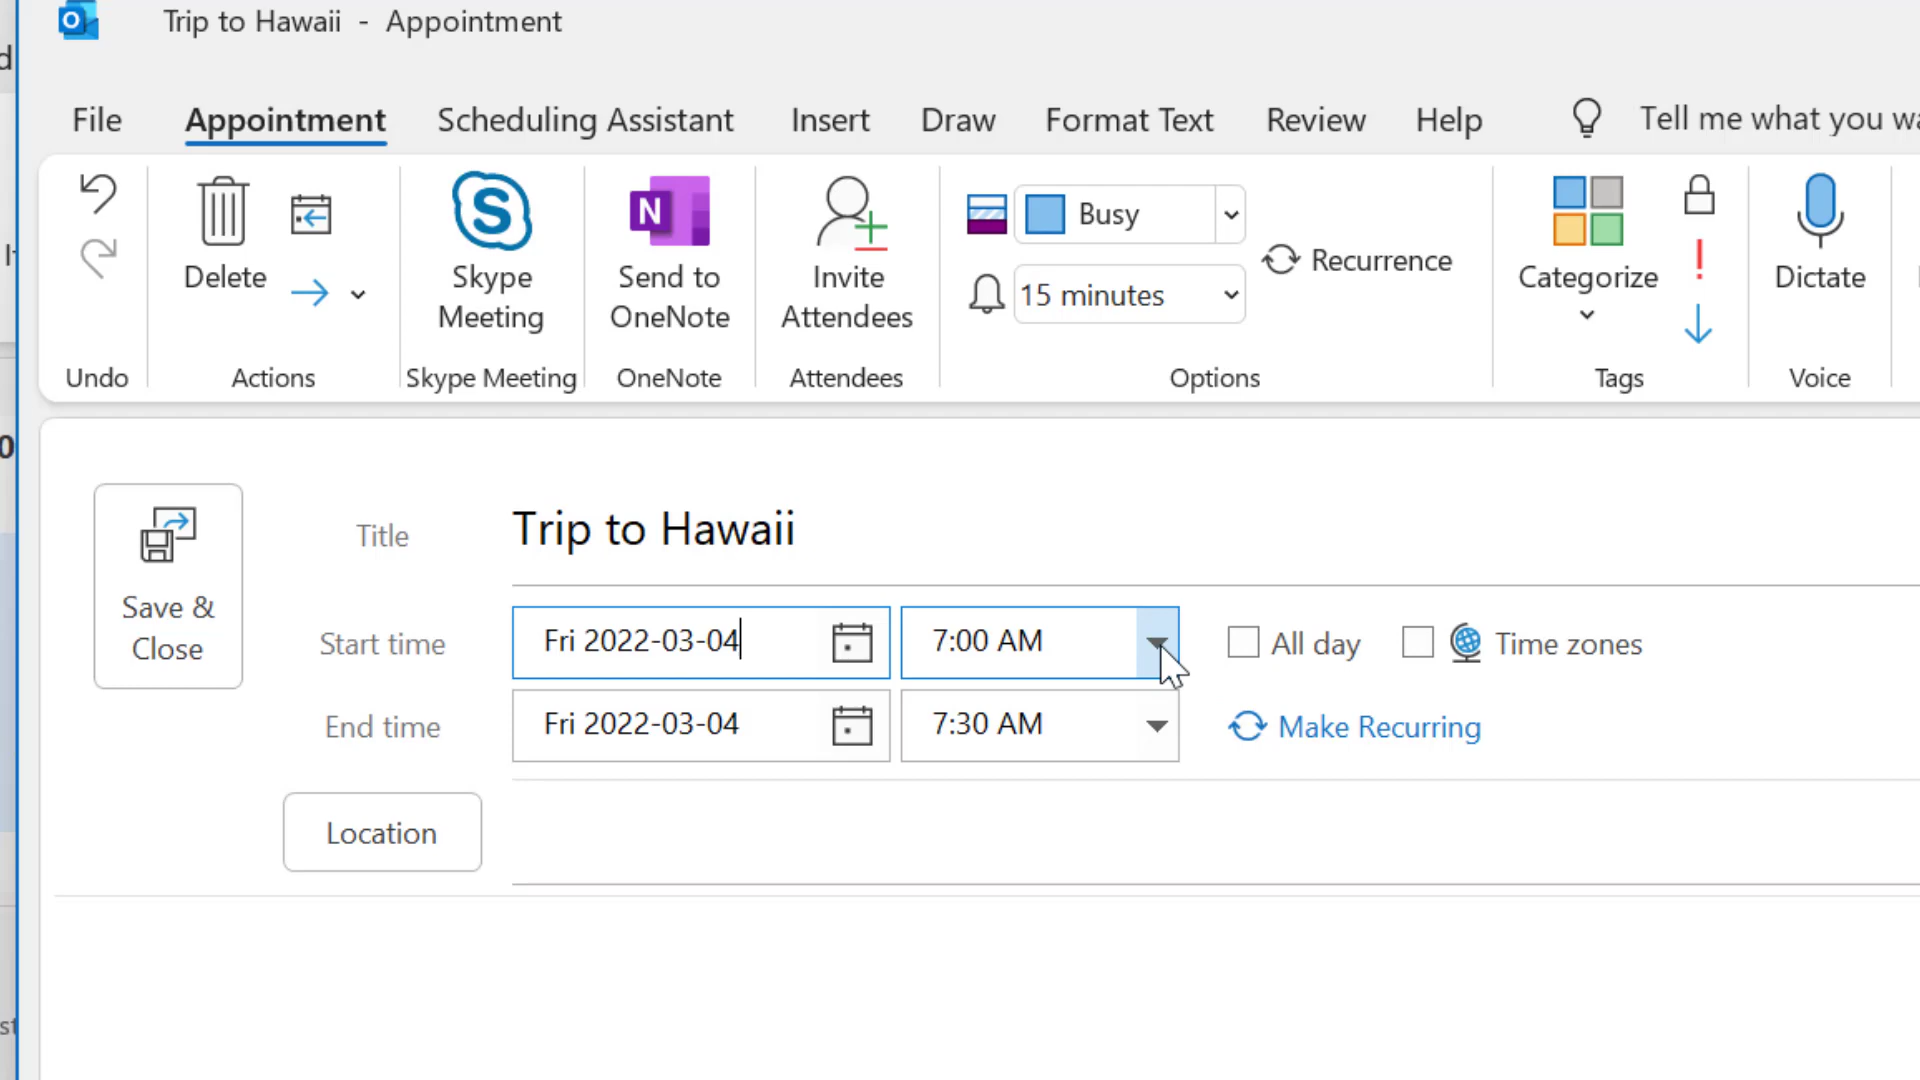 Trip to Hawaii - Appointment
File Appointment Scheduling Assistant Insert Draw Format Text Review Help Tell me what you
Delete
Skype
Meeting
Send to
OneNote
Invite
Attendees
Busy
15 minutes
Recurrence
Categorize
Dictate
Undo Actions Skype Meeting OneNote Attendees Options Tags Voice
Save &
Close
Title Trip to Hawaii
Start time Fri 2022-03-04 7:00 AM All day Time zones
End time Fri 2022-03-04 7:30 AM Make Recurring
Location